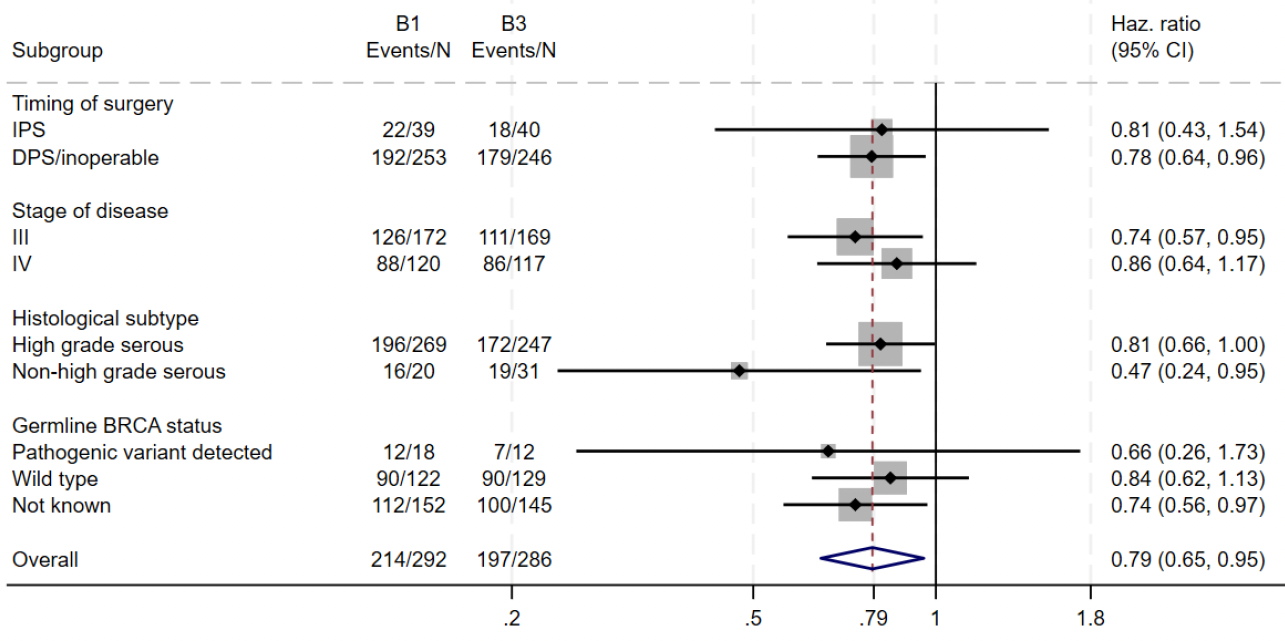 B1 B3 Haz. ratio
Subgroup Events/N Events/N (95% CI)
Timing of surgery
IPS 22/39 18/40 0.81 (0.43, 1.54)
DPS/inoperable 192/253 179/246 0.78 (0.64, 0.96)
Stage of disease
III 126/172 111/169 0.74 (0.57, 0.95)
IV 88/120 86/117 0.86 (0.64, 1.17)
Histological subtype
High grade serous 196/269 172/247 0.81 (0.66, 1.00)
Non-high grade serous 16/20 19/31 0.47 (0.24, 0.95)
Germline BRCA status
Pathogenic variant detected 12/18 7/12 0.66 (0.26, 1.73)
Wild type 90/122 90/129 0.84 (0.62, 1.13)
Not known 112/152 100/145 0.74 (0.56, 0.97)
Overall 214/292 197/286 0.79 (0.65, 0.95)
.2 .5 .79 1 1.8